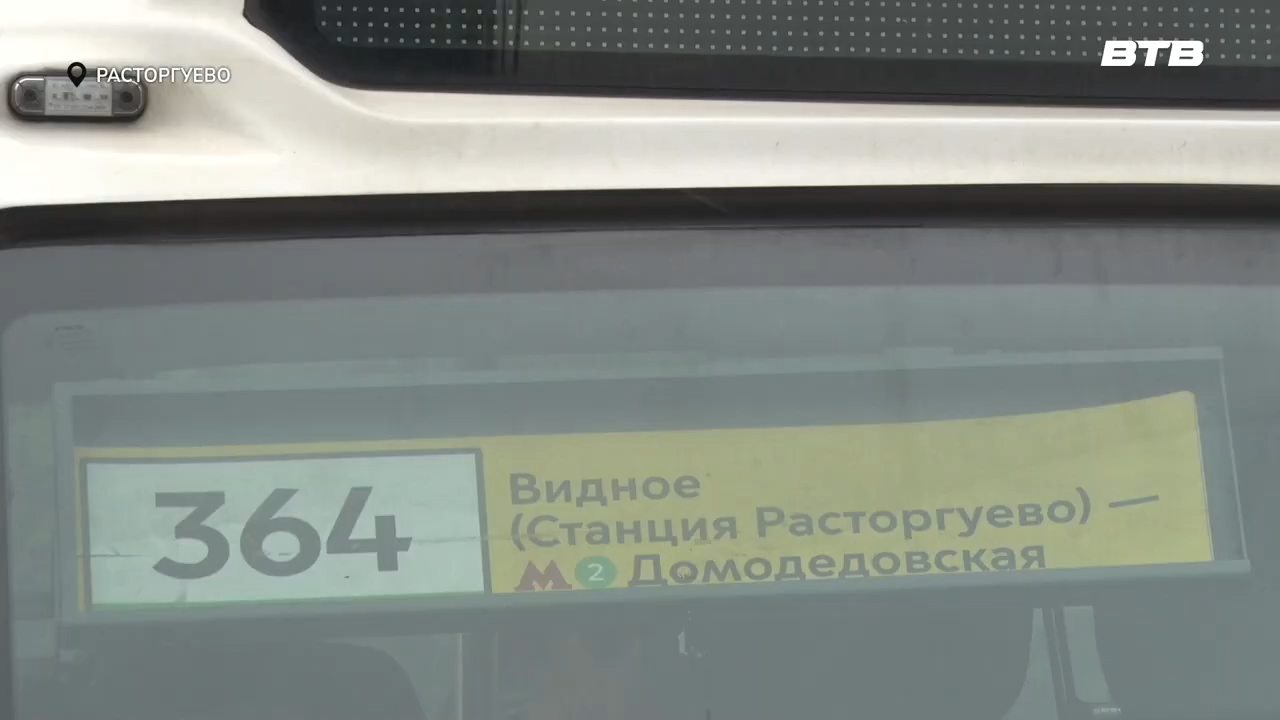 РАСТОРГУЕВО
ВТВ
364
Видное
(Станция Расторгуево) —
М 2 Домодедовская